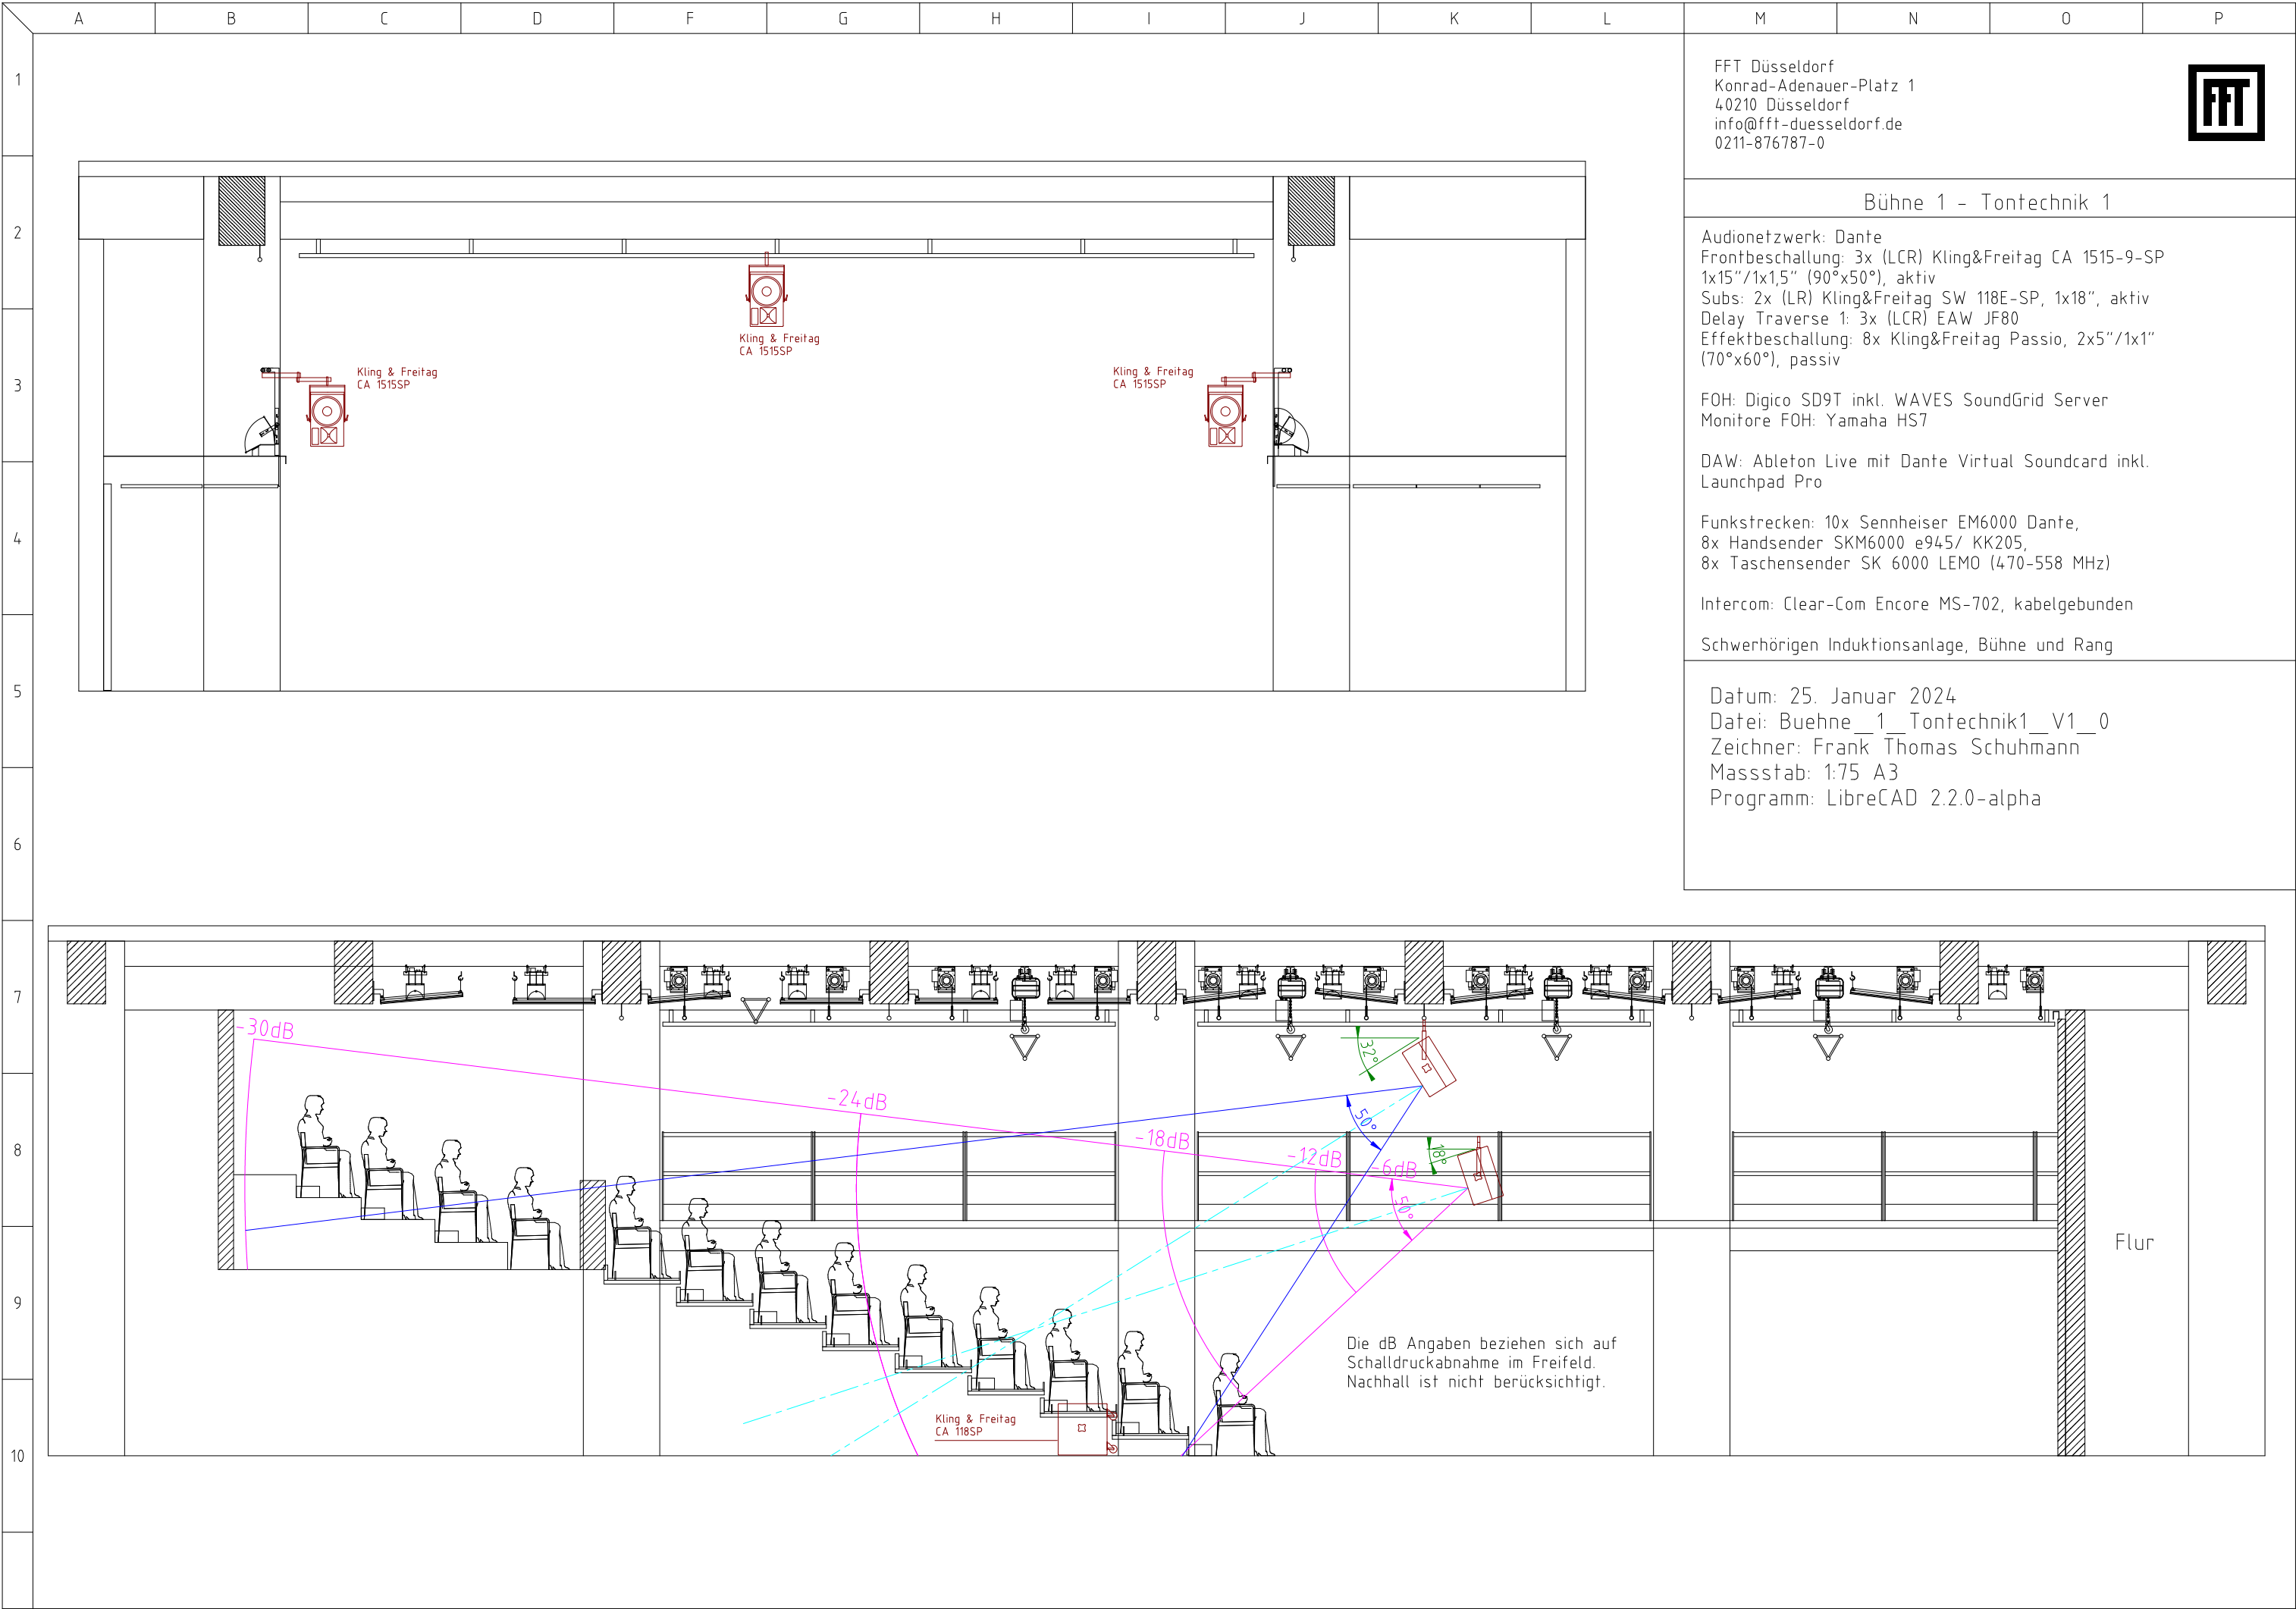 A B C D F G H I J K L M N O P
1
2
3
4
5
6
7
8
9
10
FFT Düsseldorf
Konrad-Adenauer-Platz 1
40210 Düsseldorf
info@fft-duesseldorf.de
0211-876787-0
FFT
Bühne 1 - Tontechnik 1
Audionetzwerk: Dante
Frontbeschallung: 3x (LCR) Kling&Freitag CA 1515-9-SP
1x15"/1x1,5" (90°x50°), aktiv
Subs: 2x (LR) Kling&Freitag SW 118E-SP, 1x18", aktiv
Delay Traverse 1: 3x (LCR) EAW JF80
Effektbeschallung: 8x Kling&Freitag Passio, 2x5"/1x1"
(70°x60°), passiv
FOH: Digico SD9T inkl. WAVES SoundGrid Server
Monitore FOH: Yamaha HS7
DAW: Ableton Live mit Dante Virtual Soundcard inkl.
Launchpad Pro
Funkstrecken: 10x Sennheiser EM6000 Dante,
8x Handsender SKM6000 e945/ KK205,
8x Taschensender SK 6000 LEMO (470-558 MHz)
Intercom: Clear-Com Encore MS-702, kabelgebunden
Schwerhörigen Induktionsanlage, Bühne und Rang
Datum: 25. Januar 2024
Datei: Buehne__1__Tontechnik1__V1__0
Zeichner: Frank Thomas Schuhmann
Massstab: 1:75 A3
Programm: LibreCAD 2.2.0-alpha
Kling & Freitag
CA 1515SP
Kling & Freitag
CA 1515SP
Kling & Freitag
CA 1515SP
-30dB
-24dB
-18dB
-12dB
-6dB
32°
50°
18°
50°
Flur
Die dB Angaben beziehen sich auf
Schalldruckabnahme im Freifeld.
Nachhall ist nicht berücksichtigt.
Kling & Freitag
CA 118SP